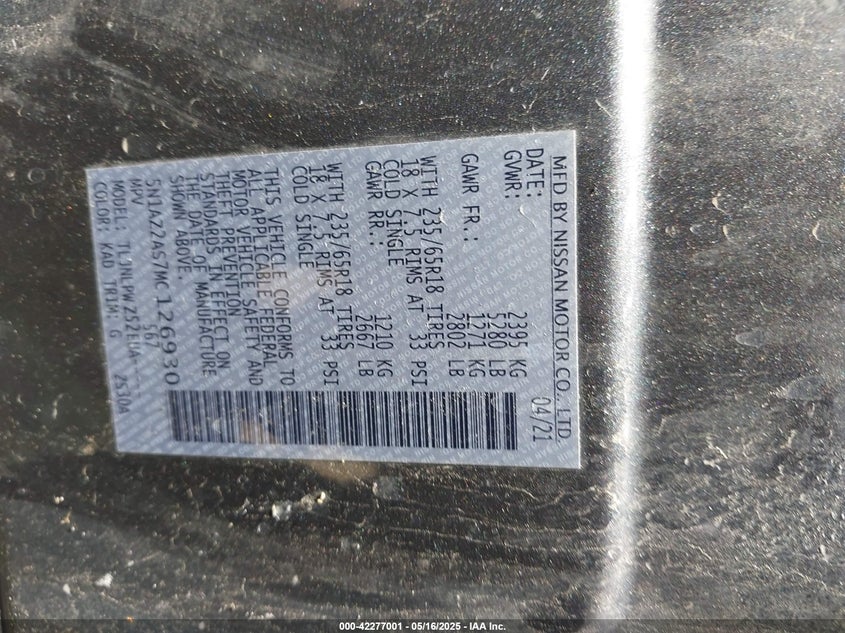 MFD BY NISSAN MOTOR CO., LTD.
DATE: 04/21
GVWR: 2395 KG
5280 LB
GAWR FR.: 1271 KG
2802 LB
WITH 235/65R18 TIRES
18 X 7.5 RIMS AT 33 PSI
COLD SINGLE
GAWR RR.: 1210 KG
2667 LB
WITH 235/65R18 TIRES
18 X 7.5 RIMS AT 33 PSI
COLD SINGLE
THIS VEHICLE CONFORMS TO
ALL APPLICABLE FEDERAL
MOTOR VEHICLE SAFETY AND
THEFT PREVENTION
STANDARDS IN EFFECT ON
THE DATE OF MANUFACTURE
SHOWN ABOVE.
5N1AZ2AS7MC126930
MPV 567
MODEL:
COLOR: KAD TRIM: G 2S30A
000-42277001 - 05/16/2025 - IAA Inc.